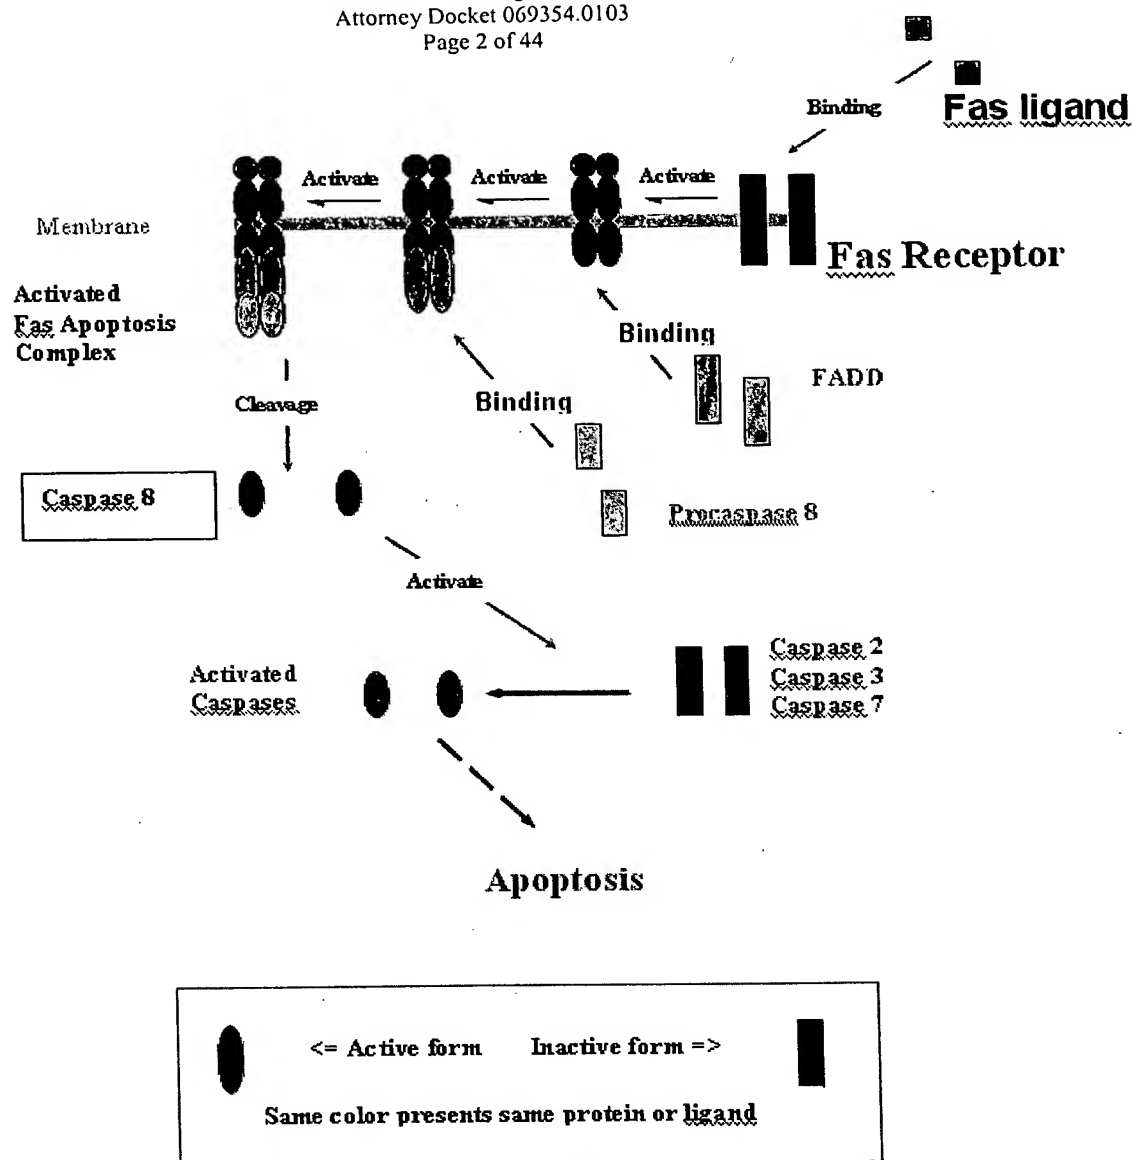 Attorney Docket 069354.0103
Page 2 of 44
Binding
Fas ligand
Activate
Activate
Activate
Membrane
Fas Receptor
Activated
Fas Apoptosis
Complex
Binding
FADD
Cleavage
Binding
Caspase 8
Procaspase 8
Activate
Caspase 2
Caspase 3
Caspase 7
Activated
Caspases
Apoptosis
<= Active form Inactive form =>
Same color presents same protein or ligand